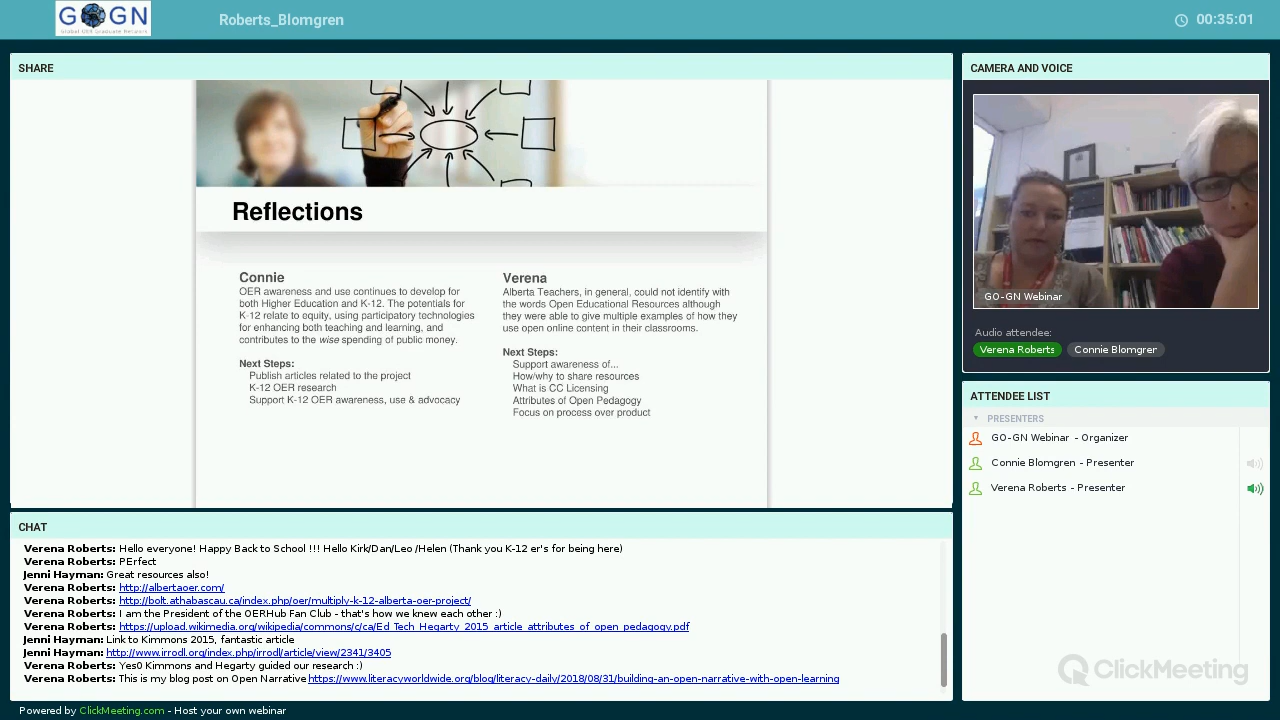 GOGN
Global OER Graduate Network
Roberts_Blomgren
00:35:01
SHARE
Reflections
Connie
OER awareness and use continues to develop for
both Higher Education and K-12. The potentials for
K-12 relate to equity, using participatory technologies
for enhancing both teaching and learning, and
contributes to the wise spending of public money.
Next Steps:
Publish articles related to the project
K-12 OER research
Support K-12 OER awareness, use & advocacy
Verena
Alberta Teachers, in general, could not identify with
the words Open Educational Resources although
they were able to give multiple examples of how they
use open online content in their classrooms.
Next Steps:
Support awareness of...
How/why to share resources
What is CC Licensing
Attributes of Open Pedagogy
Focus on process over product
CHAT
Verena Roberts: Hello everyone! Happy Back to School !!! Hello Kirk/Dan/Leo /Helen (Thank you K-12 er's for being here)
Verena Roberts: PErfect
Jenni Hayman: Great resources also!
Verena Roberts: http://albertaoer.com/
Verena Roberts: http://bolt.athabascau.ca/index.php/oer/multiply-k-12-alberta-oer-project/
Verena Roberts: I am the President of the OERHub Fan Club - that's how we knew each other :)
Verena Roberts: https://upload.wikimedia.org/wikipedia/commons/c/ca/Ed_Tech_Hegarty_2015_article_attributes_of_open_pedagogy.pdf
Jenni Hayman: Link to Kimmons 2015, fantastic article
Jenni Hayman: http://www.irrodl.org/index.php/irrodl/article/view/2341/3405
Verena Roberts: Yes0 Kimmons and Hegarty guided our research :)
Verena Roberts: This is my blog post on Open Narrative https://www.literacyworldwide.org/blog/literacy-daily/2018/08/31/building-an-open-narrative-with-open-learning
CAMERA AND VOICE
GO-GN Webinar
Audio attendee:
Verena Roberts
Connie Blomgren
ATTENDEE LIST
PRESENTERS
GO-GN Webinar - Organizer
Connie Blomgren - Presenter
Verena Roberts - Presenter
ClickMeeting
Powered by ClickMeeting.com - Host your own webinar